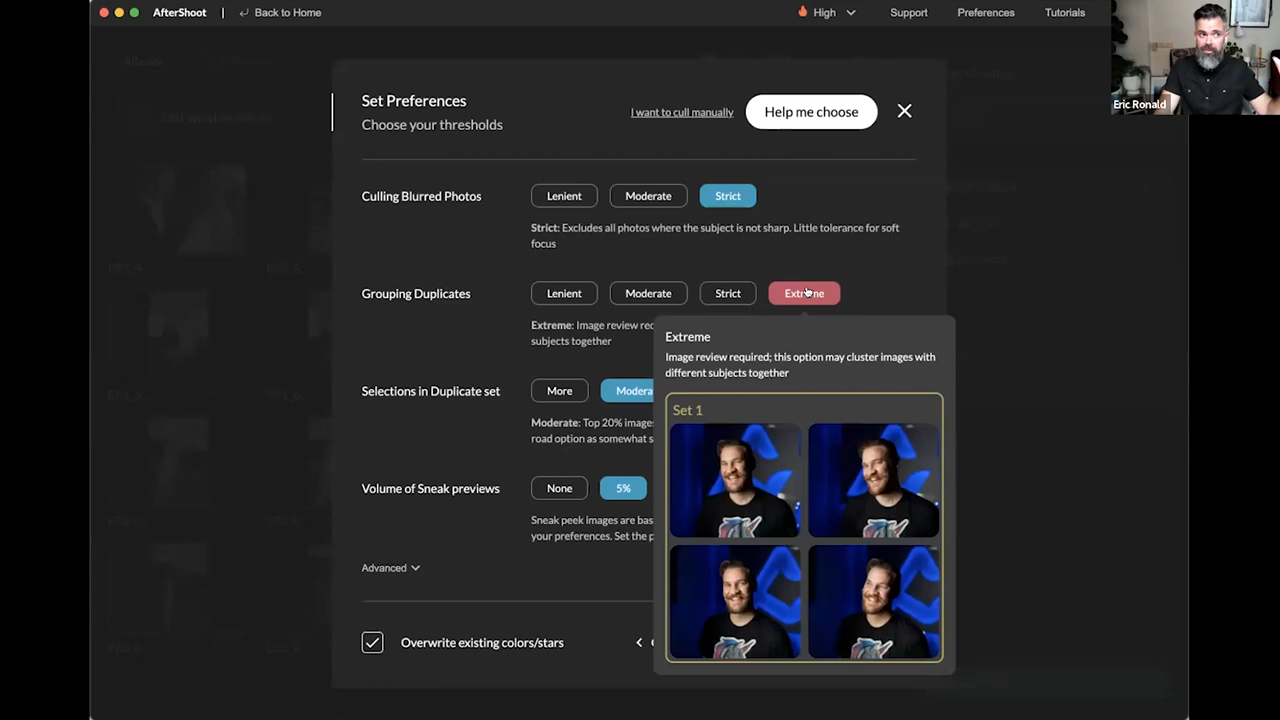 AfterShoot | Back to Home High Support Preferences Tutorials
Eric Ronald
Set Preferences
Choose your thresholds
I want to cull manually
Help me choose
Culling Blurred Photos
Lenient Moderate Strict
Strict: Excludes all photos where the subject is not sharp. Little tolerance for soft
focus
Grouping Duplicates
Lenient Moderate Strict Extreme
Extreme: Image review
subjects together
Extreme
Image review required; this option may cluster images with
different subjects together
Set 1
Selections in Duplicate set
More
Moderate: Top 20%
road option as somewhat
Volume of Sneak previews
None 5%
Sneak peek images are
your preferences. Set the
Advanced
Overwrite existing colors/stars